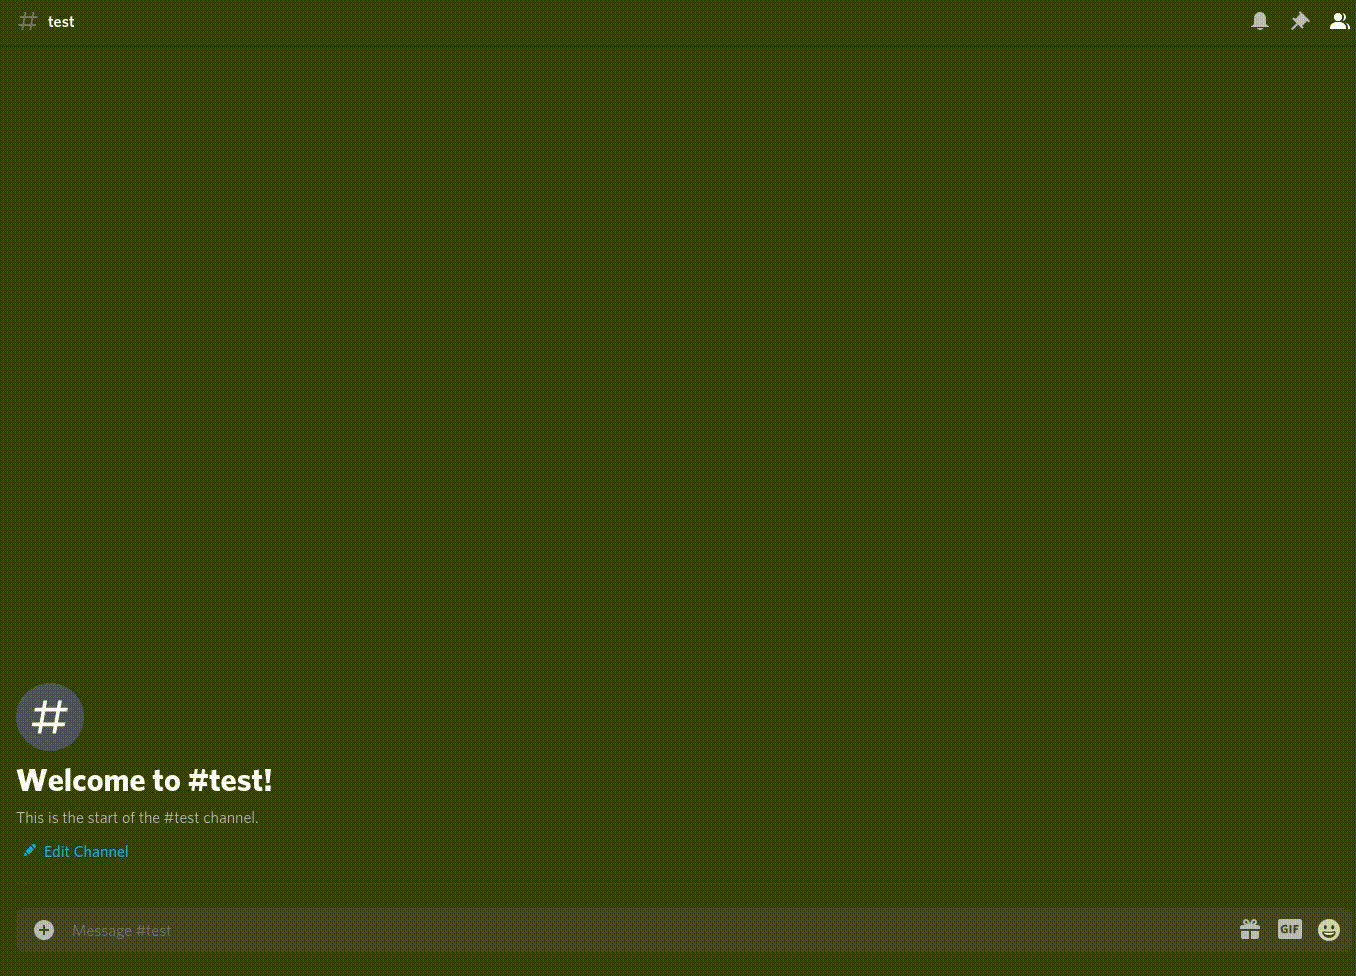 # test
#
Welcome to #test!
This is the start of the #test channel.
Edit Channel
Message #test
GIF